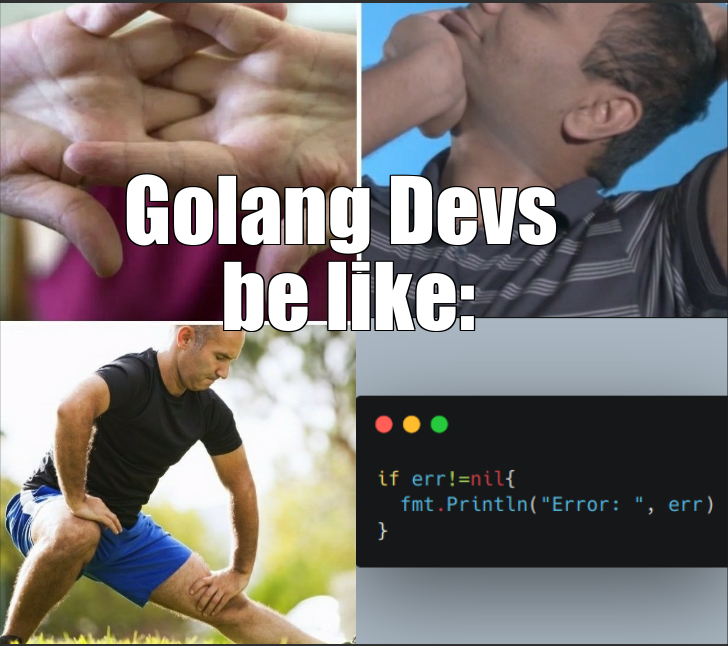 Golang Devs
be like:
if err!=nil{
  fmt.Println("Error: ", err)
}